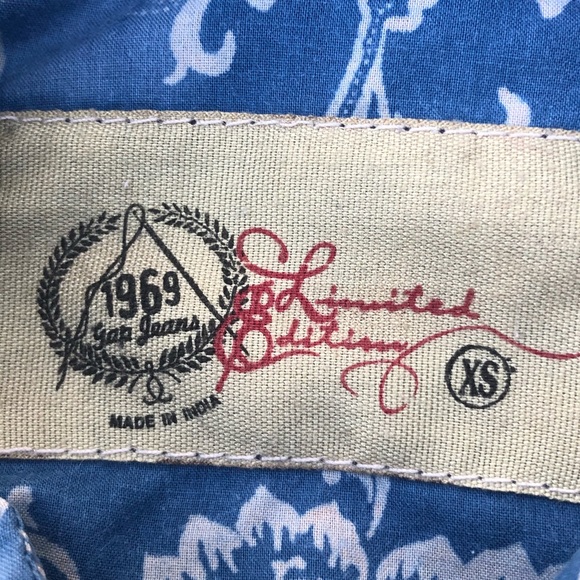 1969
Gap Jeans
MADE IN INDIA
Limited
Edition
XS